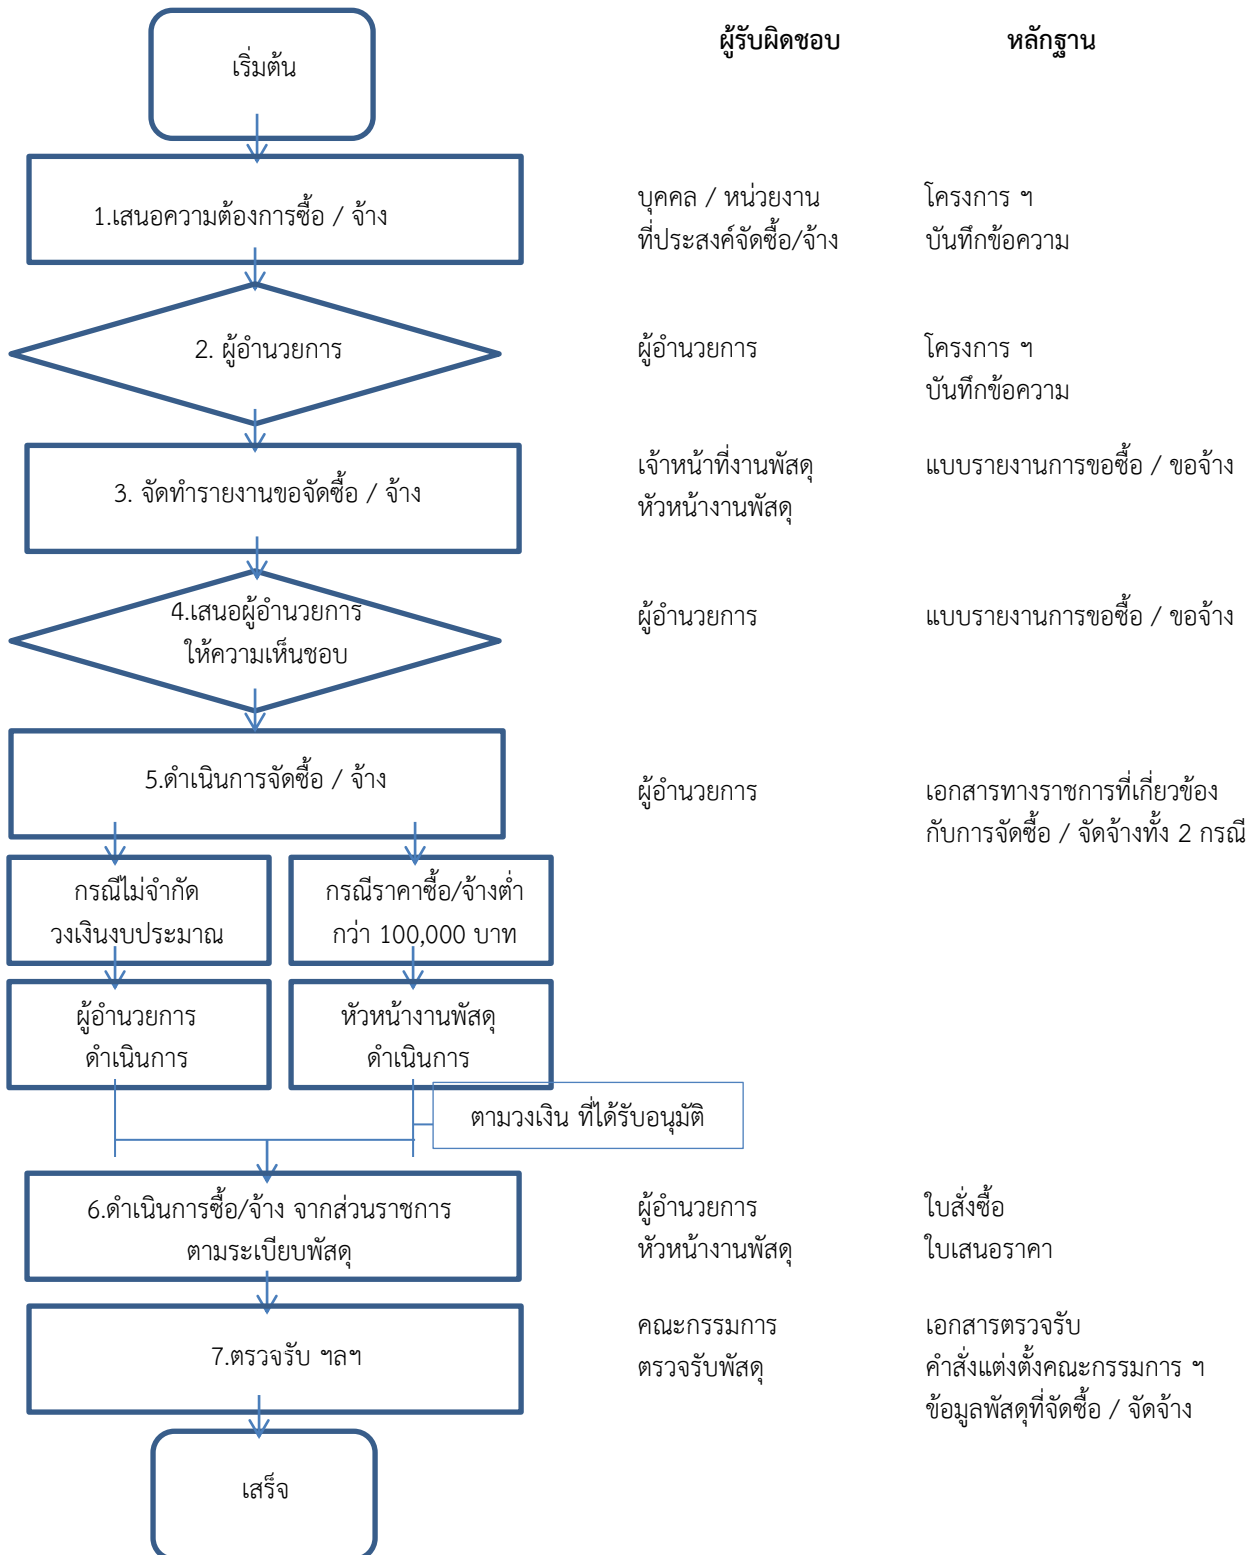 ผู้รับผิดชอบ
หลักฐาน
เริ่มต้น
1.เสนอความต้องการซื้อ / จ้าง
บุคคล / หน่วยงาน
ที่ประสงค์จัดซื้อ/จ้าง
โครงการ ฯ
บันทึกข้อความ
2. ผู้อำนวยการ
ผู้อำนวยการ
โครงการ ฯ
บันทึกข้อความ
3. จัดทำรายงานขอจัดซื้อ / จ้าง
เจ้าหน้าที่งานพัสดุ
หัวหน้างานพัสดุ
แบบรายงานการขอซื้อ / ขอจ้าง
4.เสนอผู้อำนวยการ
ให้ความเห็นชอบ
ผู้อำนวยการ
แบบรายงานการขอซื้อ / ขอจ้าง
5.ดำเนินการจัดซื้อ / จ้าง
ผู้อำนวยการ
เอกสารทางราชการที่เกี่ยวข้อง
กับการจัดซื้อ / จัดจ้างทั้ง 2 กรณี
กรณีไม่จำกัด
วงเงินงบประมาณ
กรณีราคาซื้อ/จ้างต่ำ
กว่า 100,000 บาท
ผู้อำนวยการ
ดำเนินการ
หัวหน้างานพัสดุ
ดำเนินการ
ตามวงเงิน ที่ได้รับอนุมัติ
6.ดำเนินการซื้อ/จ้าง จากส่วนราชการ
ตามระเบียบพัสดุ
ผู้อำนวยการ
หัวหน้างานพัสดุ
ใบสั่งซื้อ
ใบเสนอราคา
7.ตรวจรับ ฯลฯ
คณะกรรมการ
ตรวจรับพัสดุ
เอกสารตรวจรับ
คำสั่งแต่งตั้งคณะกรรมการ ฯ
ข้อมูลพัสดุที่จัดซื้อ / จัดจ้าง
เสร็จ